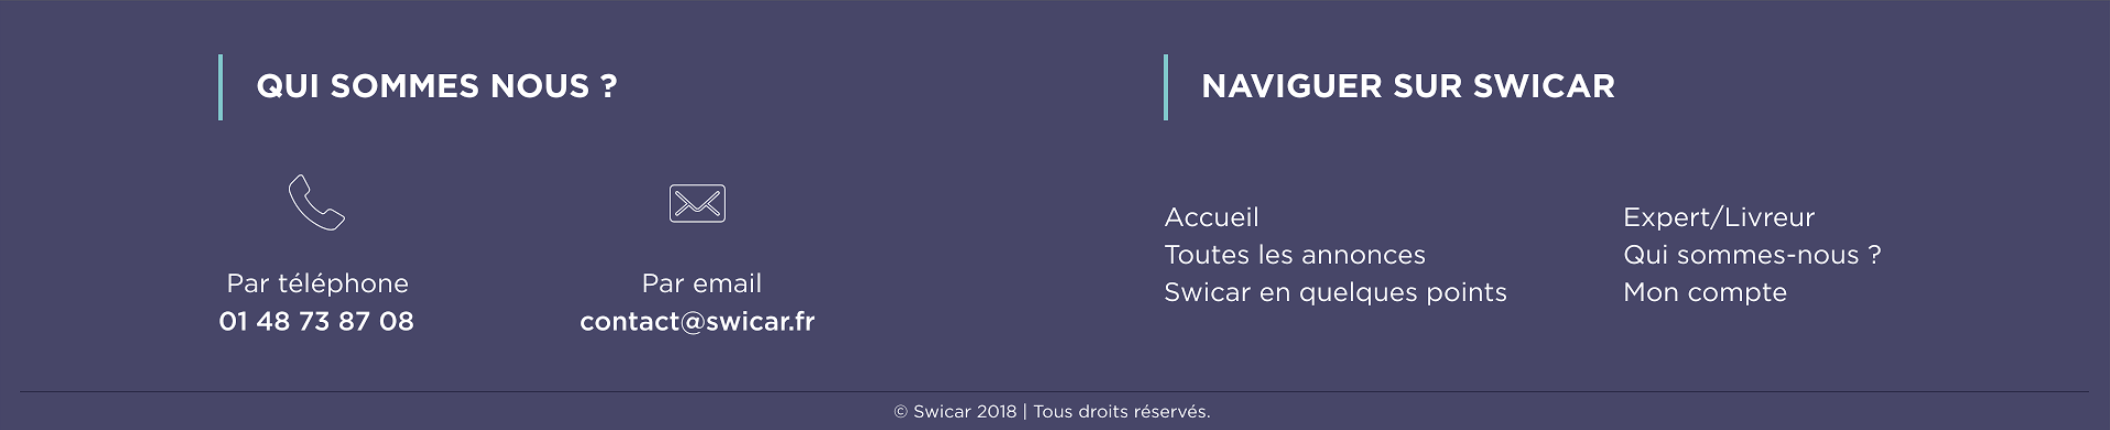 QUI SOMMES NOUS ?
Par téléphone
01 48 73 87 08
Par email
contact@swicar.fr
NAVIGUER SUR SWICAR
Accueil
Toutes les annonces
Swicar en quelques points
Expert/Livreur
Qui sommes-nous ?
Mon compte
© Swicar 2018 | Tous droits réservés.